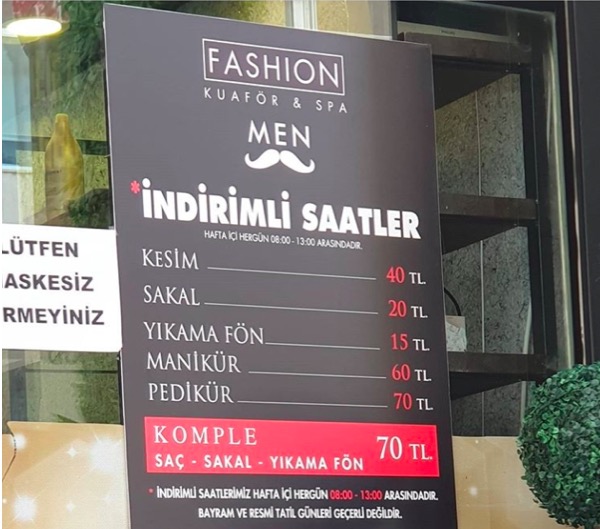 FASHION
KUAFÖR & SPA
MEN
*İNDİRİMLİ SAATLER
HAFTA İÇİ HERGÜN 08:00 - 13:00 ARASINDADIR.
KESİM 40 TL.
SAKAL 20 TL.
YIKAMA FÖN 15 TL.
MANİKÜR 60 TL.
PEDİKÜR 70 TL.
KOMPLE 70 TL.
SAÇ - SAKAL - YIKAMA FÖN
* İNDİRİMLİ SAATLERİMİZ HAFTA İÇİ HERGÜN 08:00 - 13:00 ARASINDADIR.
BAYRAM VE RESMİ TATİL GÜNLERİ GEÇERLİ DEĞİLDİR.
LÜTFEN
ASKESİZ
RMEYİNİZ